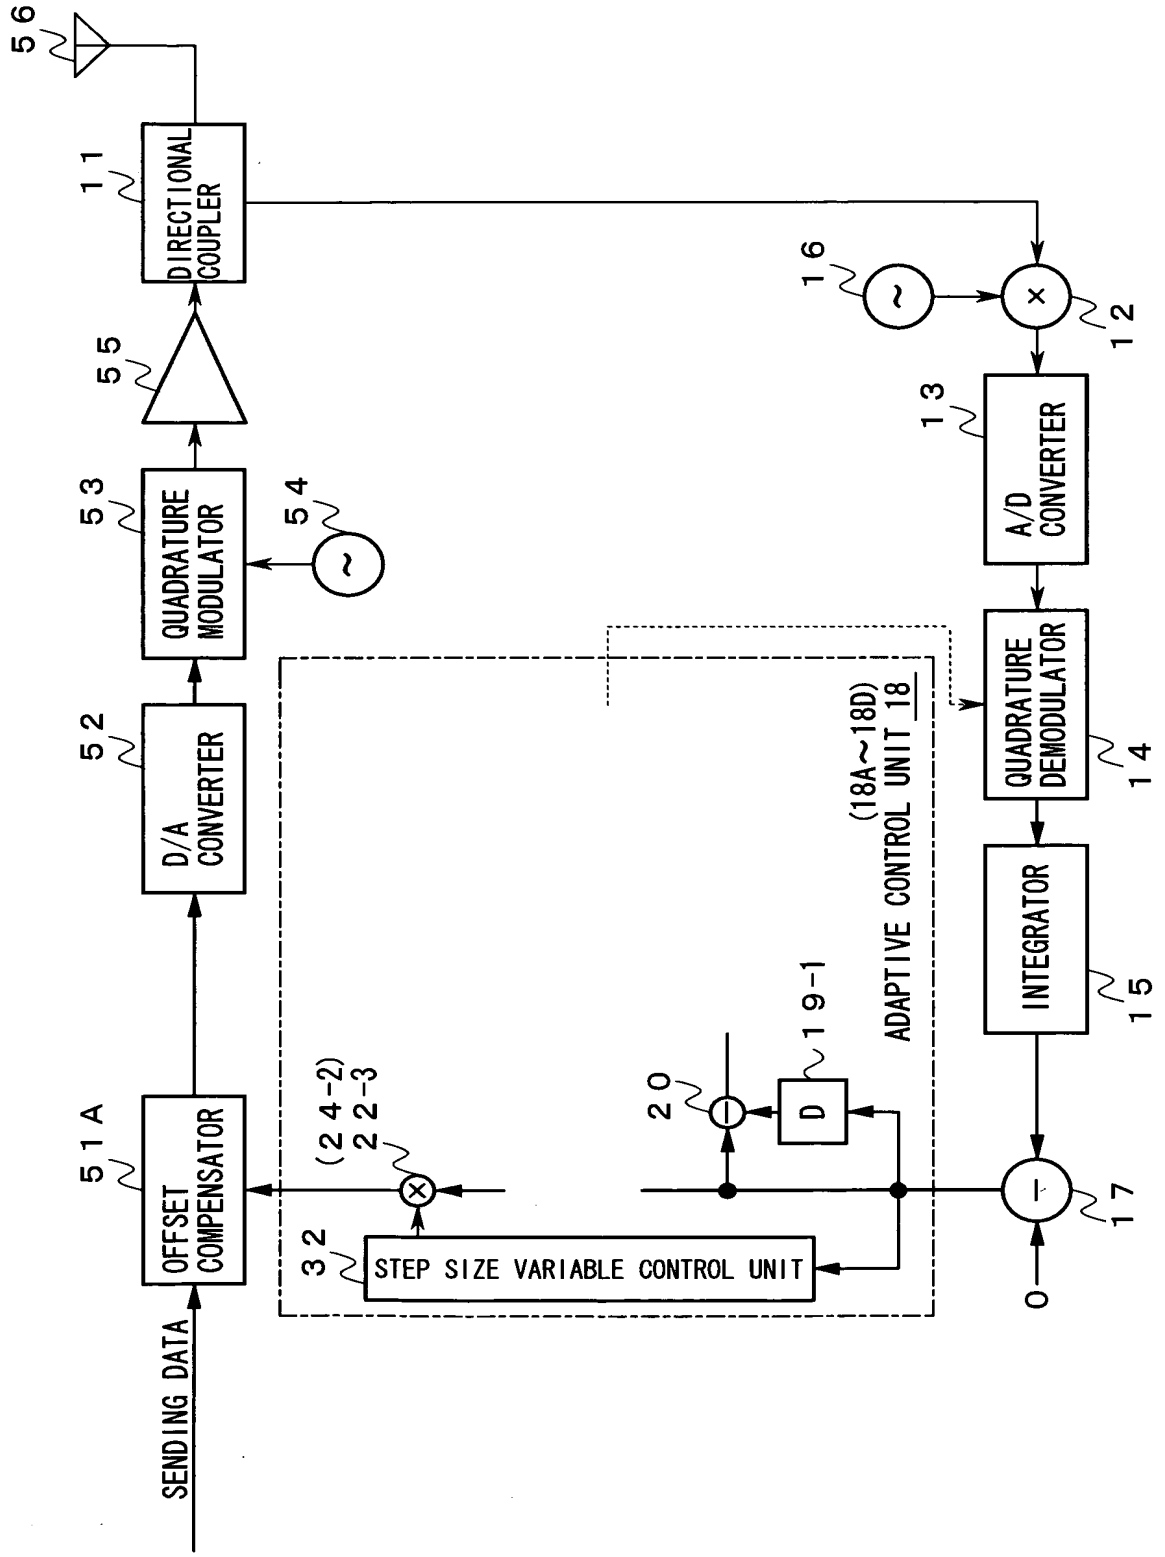 SENDING DATA
51A
OFFSET
COMPENSATOR
52
D/A
CONVERTER
53
QUADRATURE
MODULATOR
54
~
55
11
DIRECTIONAL
COUPLER
56
32
STEP SIZE VARIABLE CONTROL UNIT
(24-2)
22-3
×
20
−
19-1
D
(18A~18D)
ADAPTIVE CONTROL UNIT 18
16
~
×
12
13
A/D
CONVERTER
QUADRATURE
DEMODULATOR
14
INTEGRATOR
15
−
17
0